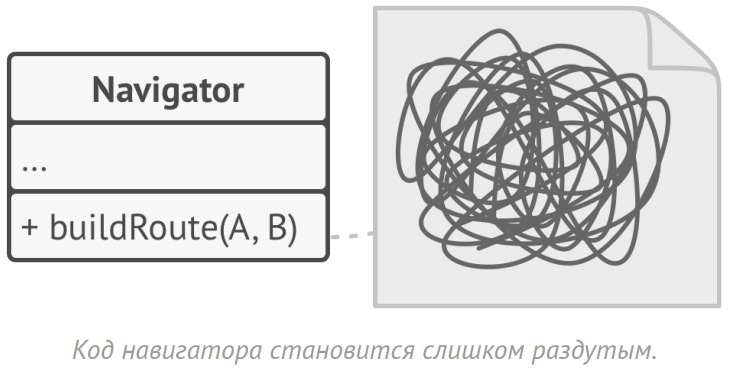 Navigator
...
+ buildRoute(A, B)
Код навигатора становится слишком раздутым.